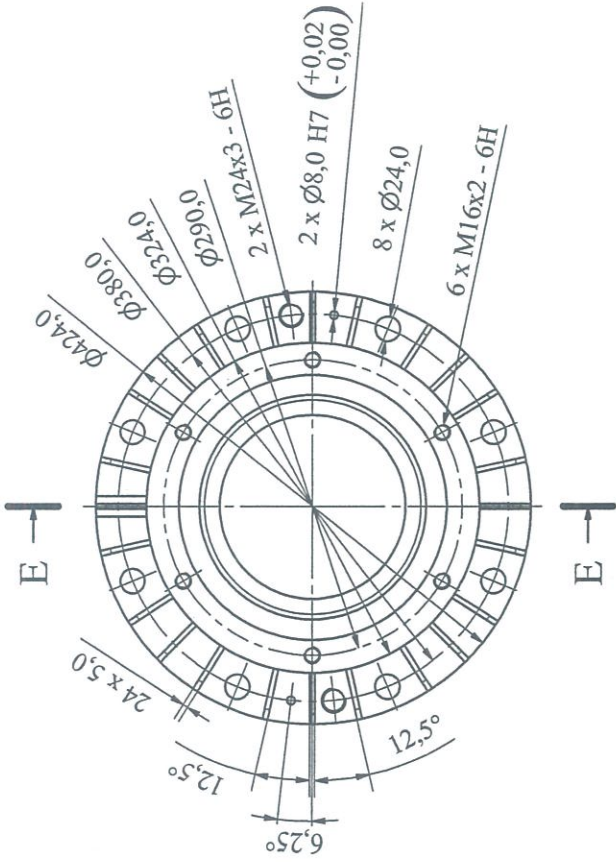 E
E
Ø424,0
Ø380,0
Ø324,0
Ø290,0
2 x M24x3 - 6H
2 x Ø8,0 H7 (+0,02 -0,00)
8 x Ø24,0
6 x M16x2 - 6H
24 x 5,0
12,5°
6,25°
12,5°